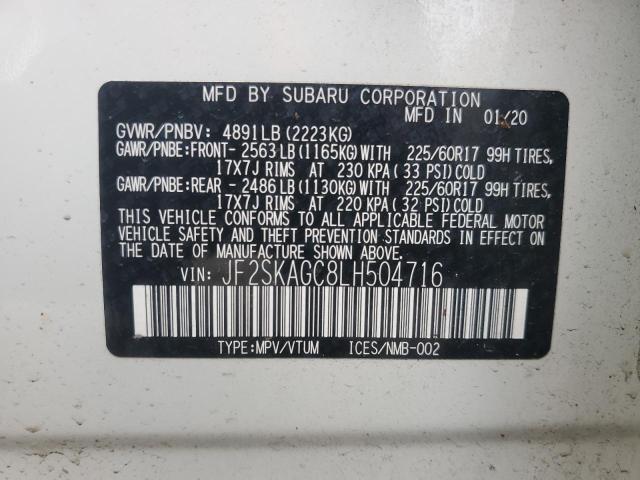 MFD BY SUBARU CORPORATION
MFD IN 01/20
GVWR/PNBV: 4891LB (2223KG)
GAWR/PNBE: FRONT- 2563LB (1165KG) WITH 225/60R17 99H TIRES,
17X7J RIMS AT 230 KPA (33 PSI) COLD
GAWR/PNBE: REAR - 2486LB (1130KG) WITH 225/60R17 99H TIRES,
17X7J RIMS AT 220 KPA (32 PSI) COLD
THIS VEHICLE CONFORMS TO ALL APPLICABLE FEDERAL MOTOR
VEHICLE SAFETY AND THEFT PREVENTION STANDARDS IN EFFECT ON
THE DATE OF MANUFACTURE SHOWN ABOVE.
VIN: JF2SKAGC8LH504716
TYPE:MPV/VTUM ICES/NMB-002